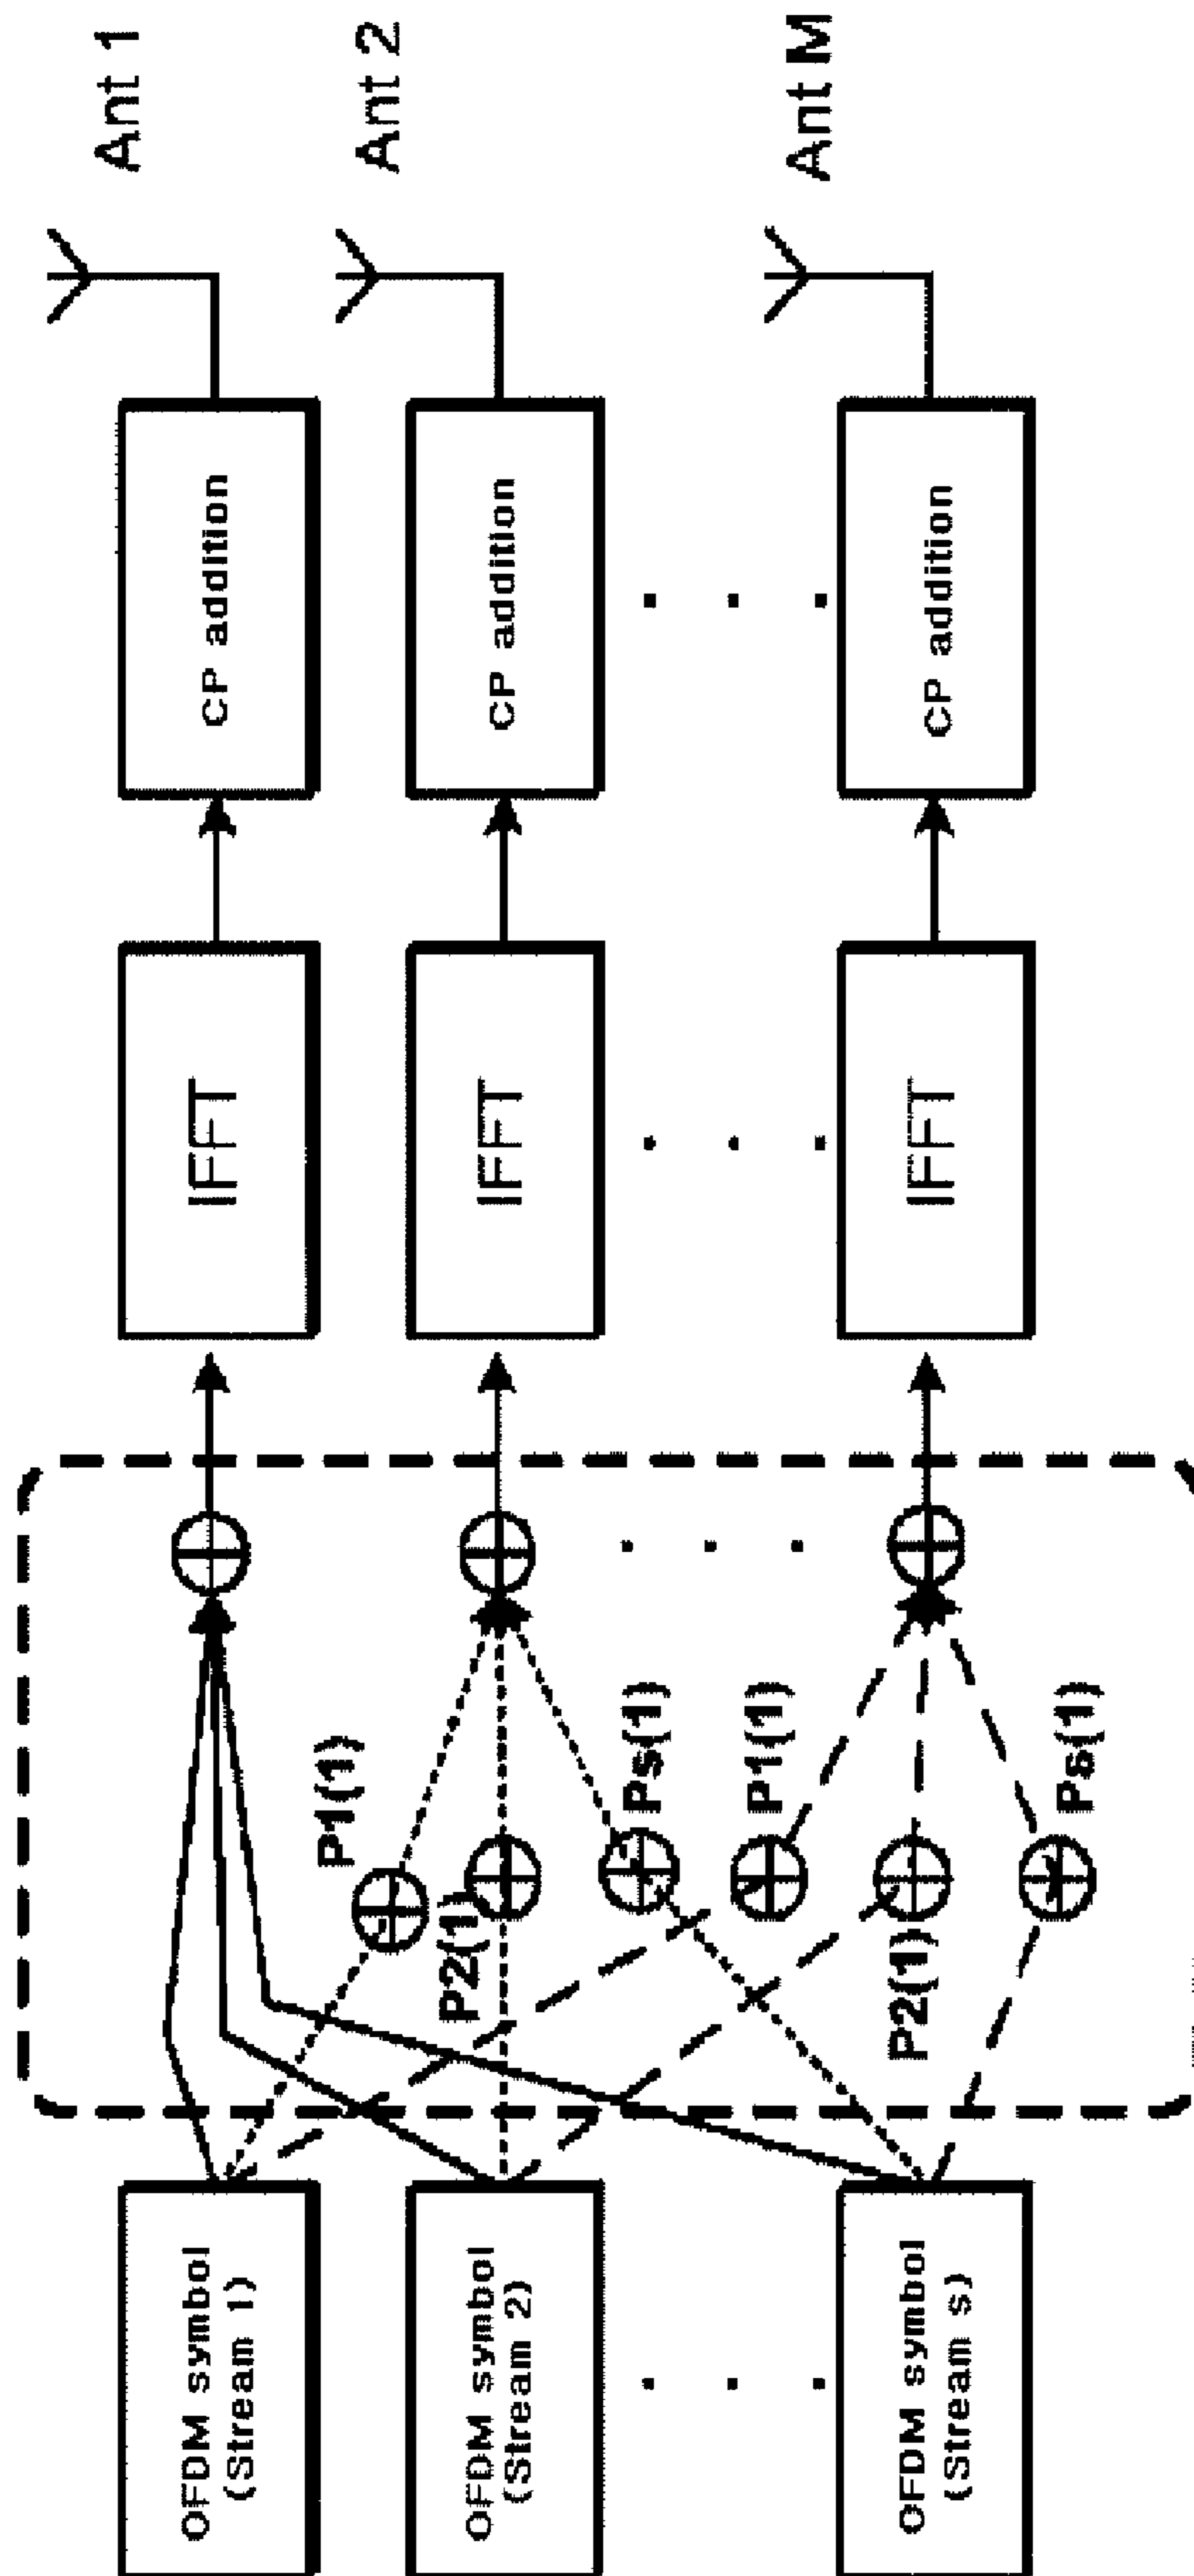 OFDM symbol
(Stream 1)
OFDM symbol
(Stream 2)
OFDM symbol
(Stream s)
P1(1)
P2(1)
Ps(1)
P1(1)
P2(1)
Ps(1)
IFFT
IFFT
IFFT
CP addition
CP addition
CP addition
Ant 1
Ant 2
Ant M